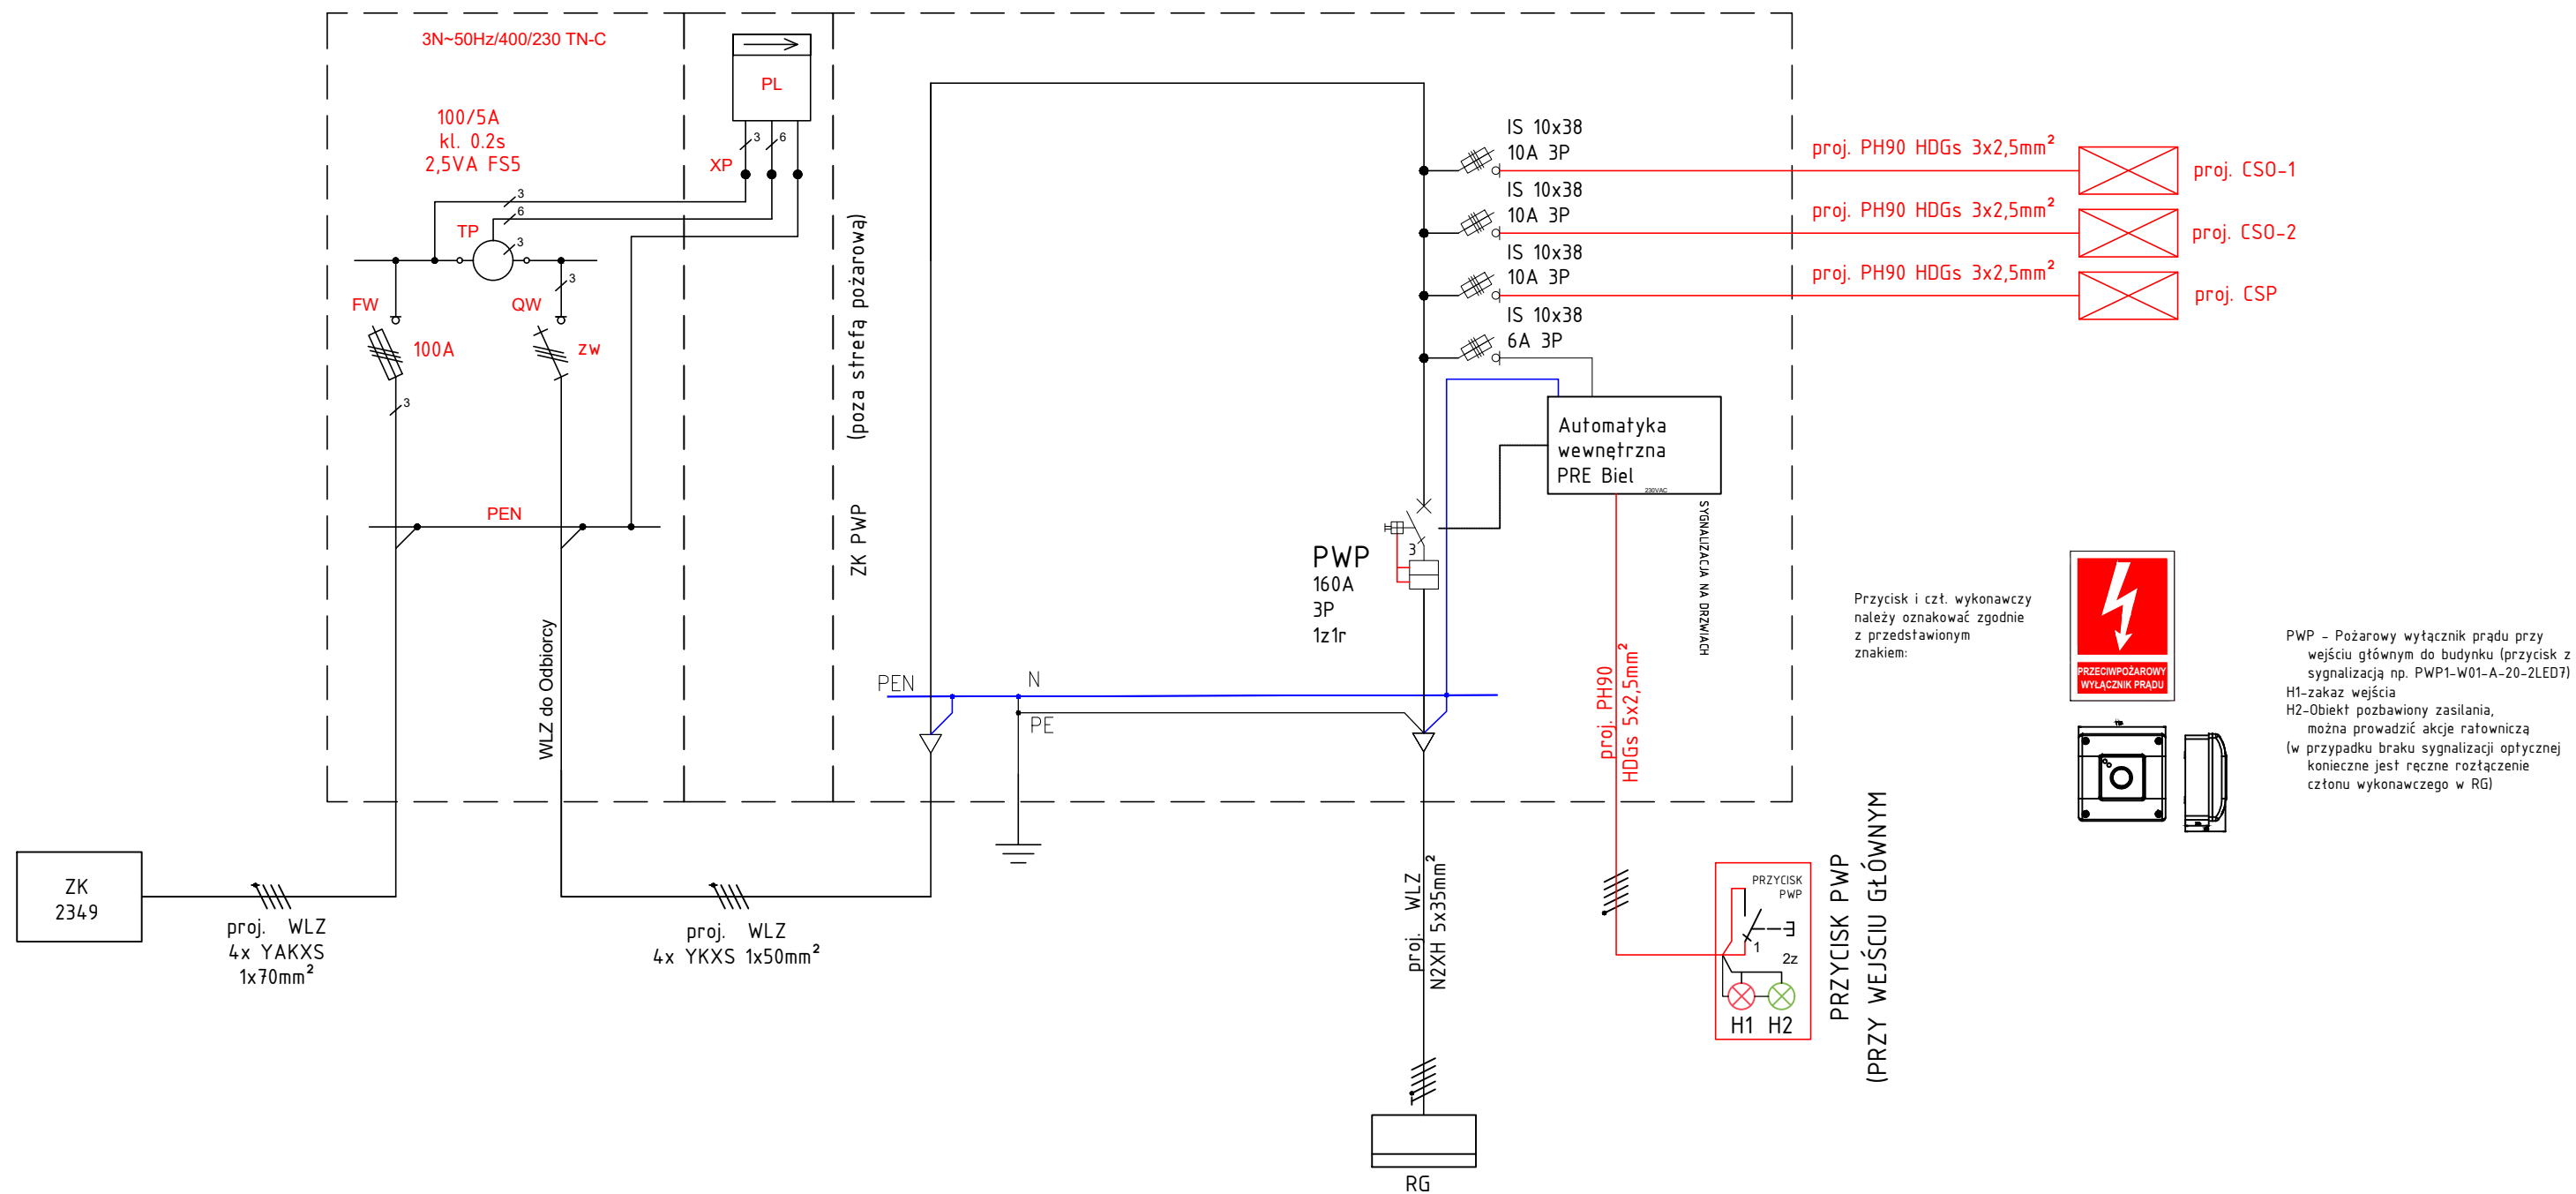 3N~50Hz/400/230 TN-C
100/5A
kl. 0.2s
2,5VA FS5
PL
3
6
XP
3
6
TP
3
3
FW
QW
100A
zw
3
PEN
WLZ do Odbiorcy
ZK PWP (poza strefą pożarową)
IS 10x38
10A 3P
IS 10x38
10A 3P
IS 10x38
10A 3P
IS 10x38
6A 3P
proj. PH90 HDGs 3x2,5mm²
proj. CSO-1
proj. PH90 HDGs 3x2,5mm²
proj. CSO-2
proj. PH90 HDGs 3x2,5mm²
proj. CSP
Automatyka
wewnętrzna
PRE Biel
230VAC
SYGNALIZACJA NA DRZWIACH
PWP
160A
3P
1z1r
3
PEN
N
PE
proj. PH90
HDGs 5x2,5mm²
Przycisk i czł. wykonawczy
należy oznakować zgodnie
z przedstawionym
znakiem:
PRZECIWPOŻAROWY
WYŁĄCZNIK PRĄDU
PWP - Pożarowy wyłącznik prądu przy
wejściu głównym do budynku (przycisk z
sygnalizacją np. PWP1-W01-A-20-2LED7)
H1-zakaz wejścia
H2-Obiekt pozbawiony zasilania,
można prowadzić akcje ratowniczą
(w przypadku braku sygnalizacji optycznej
konieczne jest ręczne rozłączenie
członu wykonawczego w RG)
ZK
2349
proj. WLZ
4x YAKXS
1x70mm²
proj. WLZ
4x YKXS 1x50mm²
proj. WLZ
N2XH 5x35mm²
PRZYCISK
PWP
1
2z
H1 H2
PRZYCISK PWP
(PRZY WEJŚCIU GŁÓWNYM
RG